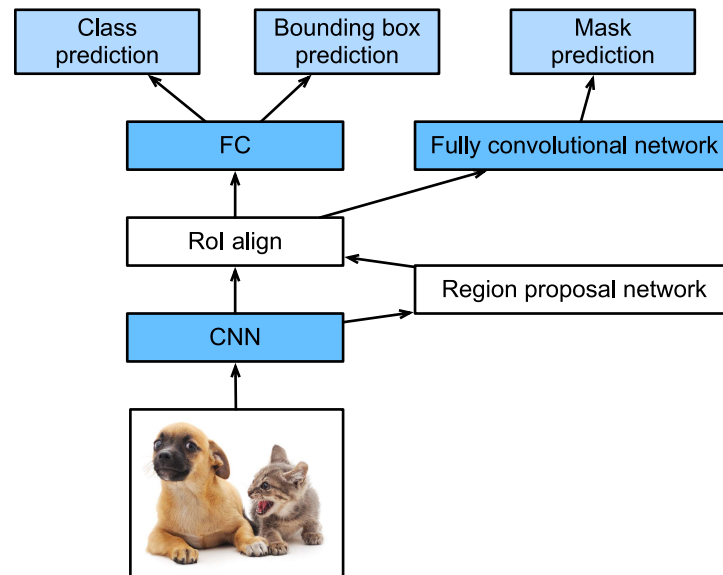 Class
prediction
Bounding box
prediction
Mask
prediction
FC
Fully convolutional network
RoI align
Region proposal network
CNN